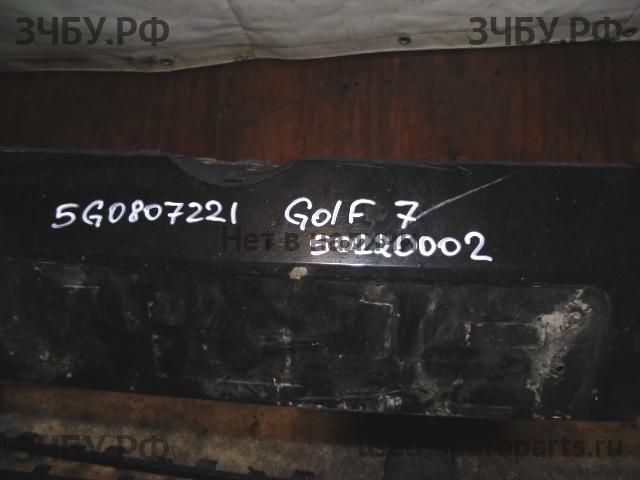 ЗЧБУ.РФ ЗЧБУ.РФ
5G0807221 GolF 7
Нет в
50220002
ЗЧБУ.РФ used-spareparts.ru